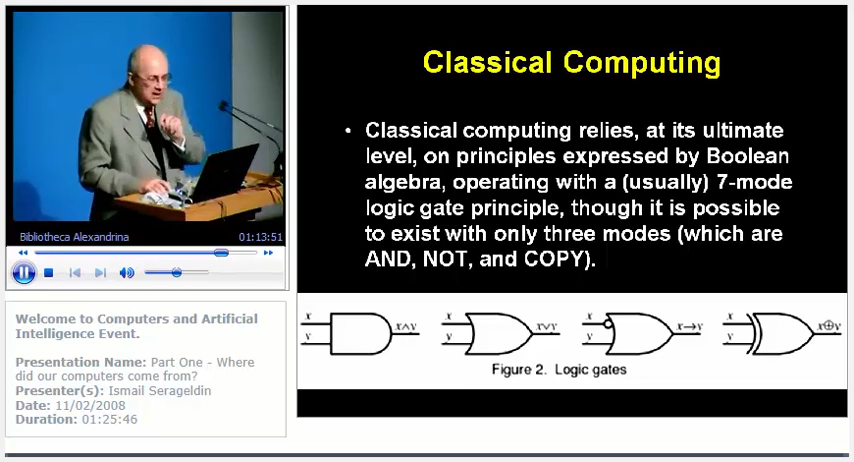 Classical Computing
• Classical computing relies, at its ultimate
level, on principles expressed by Boolean
algebra, operating with a (usually) 7-mode
logic gate principle, though it is possible
to exist with only three modes (which are
AND, NOT, and COPY).
x
y
x∧y
x
y
x∨y
x
y
x→y
x
y
x⊕y
Figure 2. Logic gates
Bibliotheca Alexandrina 01:13:51
Welcome to Computers and Artificial
Intelligence Event.
Presentation Name: Part One - Where
did our computers come from?
Presenter(s): Ismail Serageldin
Date: 11/02/2008
Duration: 01:25:46